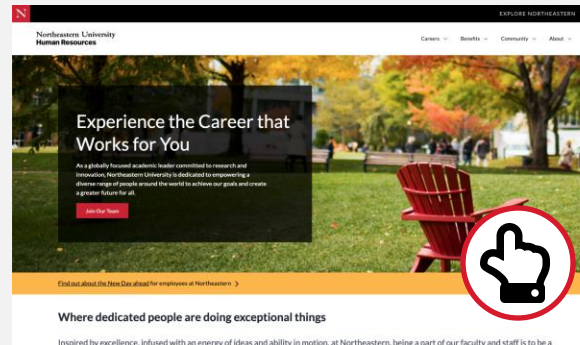 N
EXPLORE NORTHEASTERN
Northeastern University
Human Resources
Careers
Benefits
Community
About
Experience the Career that
Works for You
As a globally focused academic leader committed to research and
innovation, Northeastern University is dedicated to empowering a
diverse range of people around the world to achieve our goals and create
a greater future for all.
Join Our Team
Find out about the New Day ahead for employees at Northeastern
Where dedicated people are doing exceptional things
Inspired by excellence, infused with an energy of ideas and ability in motion, at Northeastern, being a part of our faculty and staff is to be a